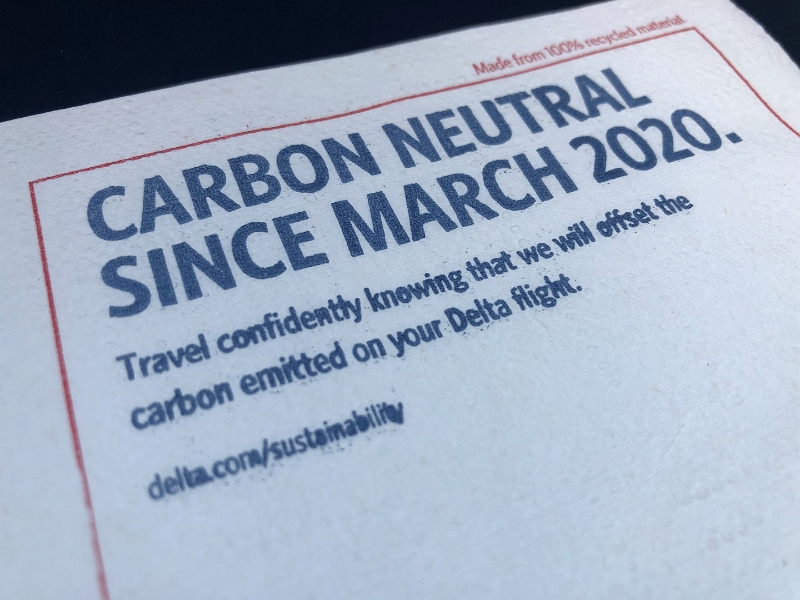 Made from 100% recycled material
CARBON NEUTRAL
SINCE MARCH 2020.
Travel confidently knowing that we will offset the
carbon emitted on your Delta flight.
delta.com/sustainability